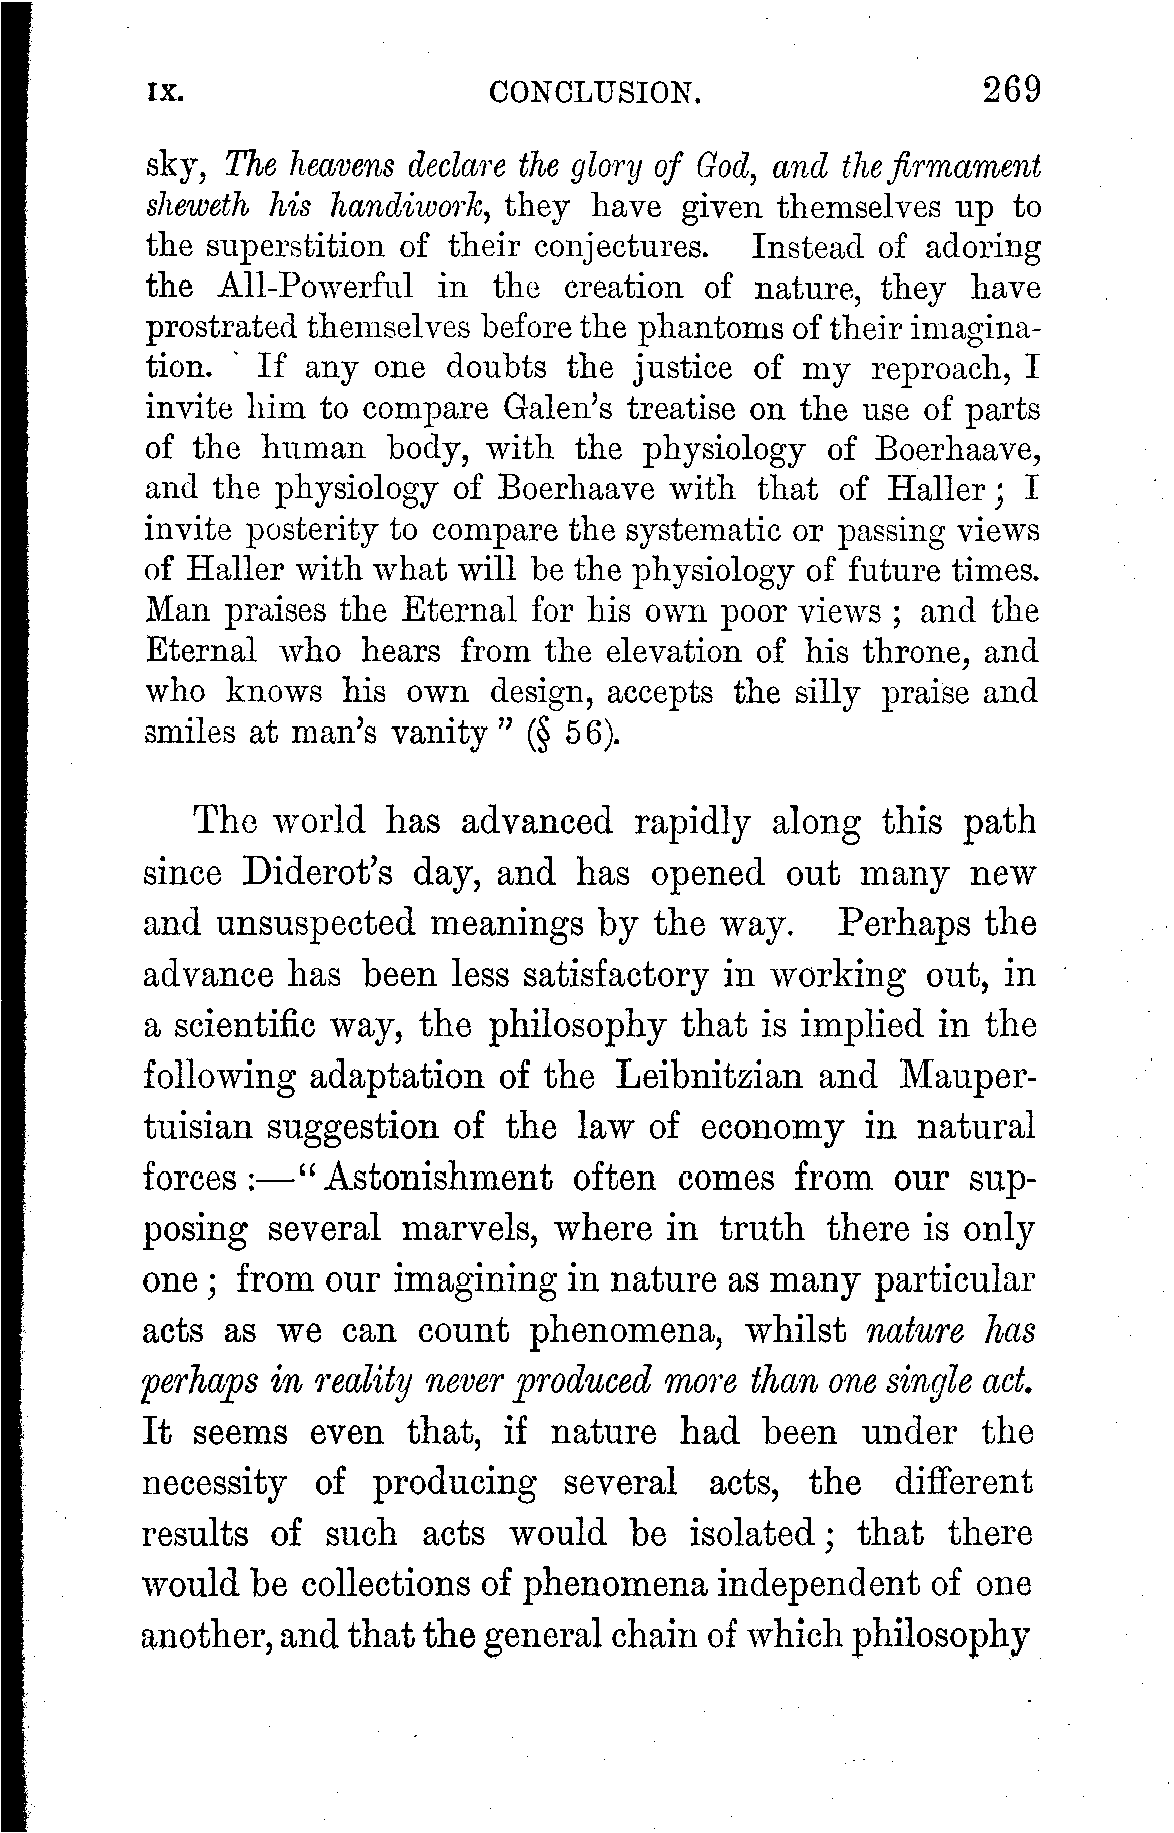 IX. CONCLUSION. 269
sky, The heavens declare the glory of God, and the firmament
sheweth his handiwork, they have given themselves up to
the superstition of their conjectures. Instead of adoring
the All-Powerful in the creation of nature, they have
prostrated themselves before the phantoms of their imagina-
tion. If any one doubts the justice of my reproach, I
invite him to compare Galen's treatise on the use of parts
of the human body, with the physiology of Boerhaave,
and the physiology of Boerhaave with that of Haller ; I
invite posterity to compare the systematic or passing views
of Haller with what will be the physiology of future times.
Man praises the Eternal for his own poor views ; and the
Eternal who hears from the elevation of his throne, and
who knows his own design, accepts the silly praise and
smiles at man's vanity" (§ 56).
The world has advanced rapidly along this path
since Diderot's day, and has opened out many new
and unsuspected meanings by the way. Perhaps the
advance has been less satisfactory in working out, in
a scientific way, the philosophy that is implied in the
following adaptation of the Leibnitzian and Mauper-
tuisian suggestion of the law of economy in natural
forces :—"Astonishment often comes from our sup-
posing several marvels, where in truth there is only
one ; from our imagining in nature as many particular
acts as we can count phenomena, whilst nature has
perhaps in reality never produced more than one single act.
It seems even that, if nature had been under the
necessity of producing several acts, the different
results of such acts would be isolated ; that there
would be collections of phenomena independent of one
another, and that the general chain of which philosophy